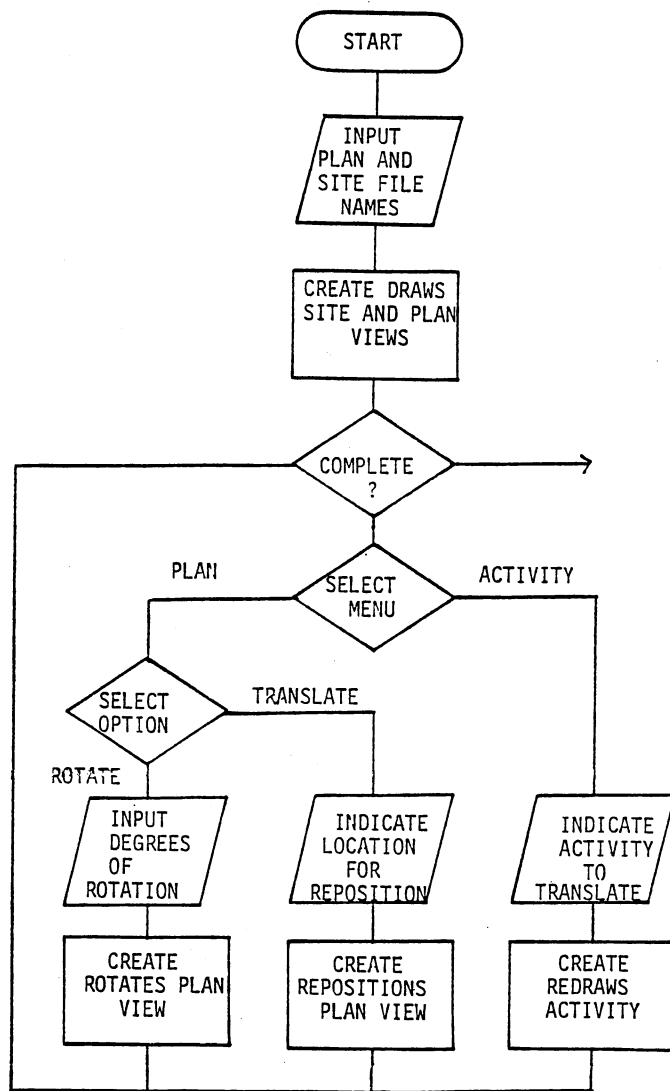 START
INPUT
PLAN AND
SITE FILE
NAMES
CREATE DRAWS
SITE AND PLAN
VIEWS
COMPLETE
?
PLAN
SELECT
MENU
ACTIVITY
SELECT
OPTION
TRANSLATE
ROTATE
INPUT
DEGREES
OF
ROTATION
INDICATE
LOCATION
FOR
REPOSITION
INDICATE
ACTIVITY
TO
TRANSLATE
CREATE
ROTATES PLAN
VIEW
CREATE
REPOSITIONS
PLAN VIEW
CREATE
REDRAWS
ACTIVITY